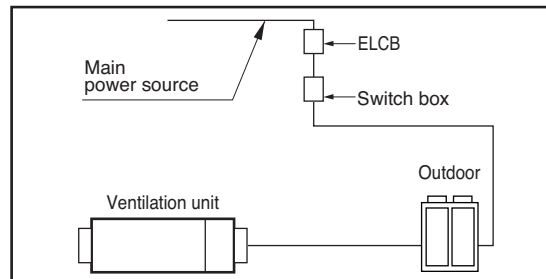 ELCB
Main
power source
Switch box
Outdoor
Ventilation unit